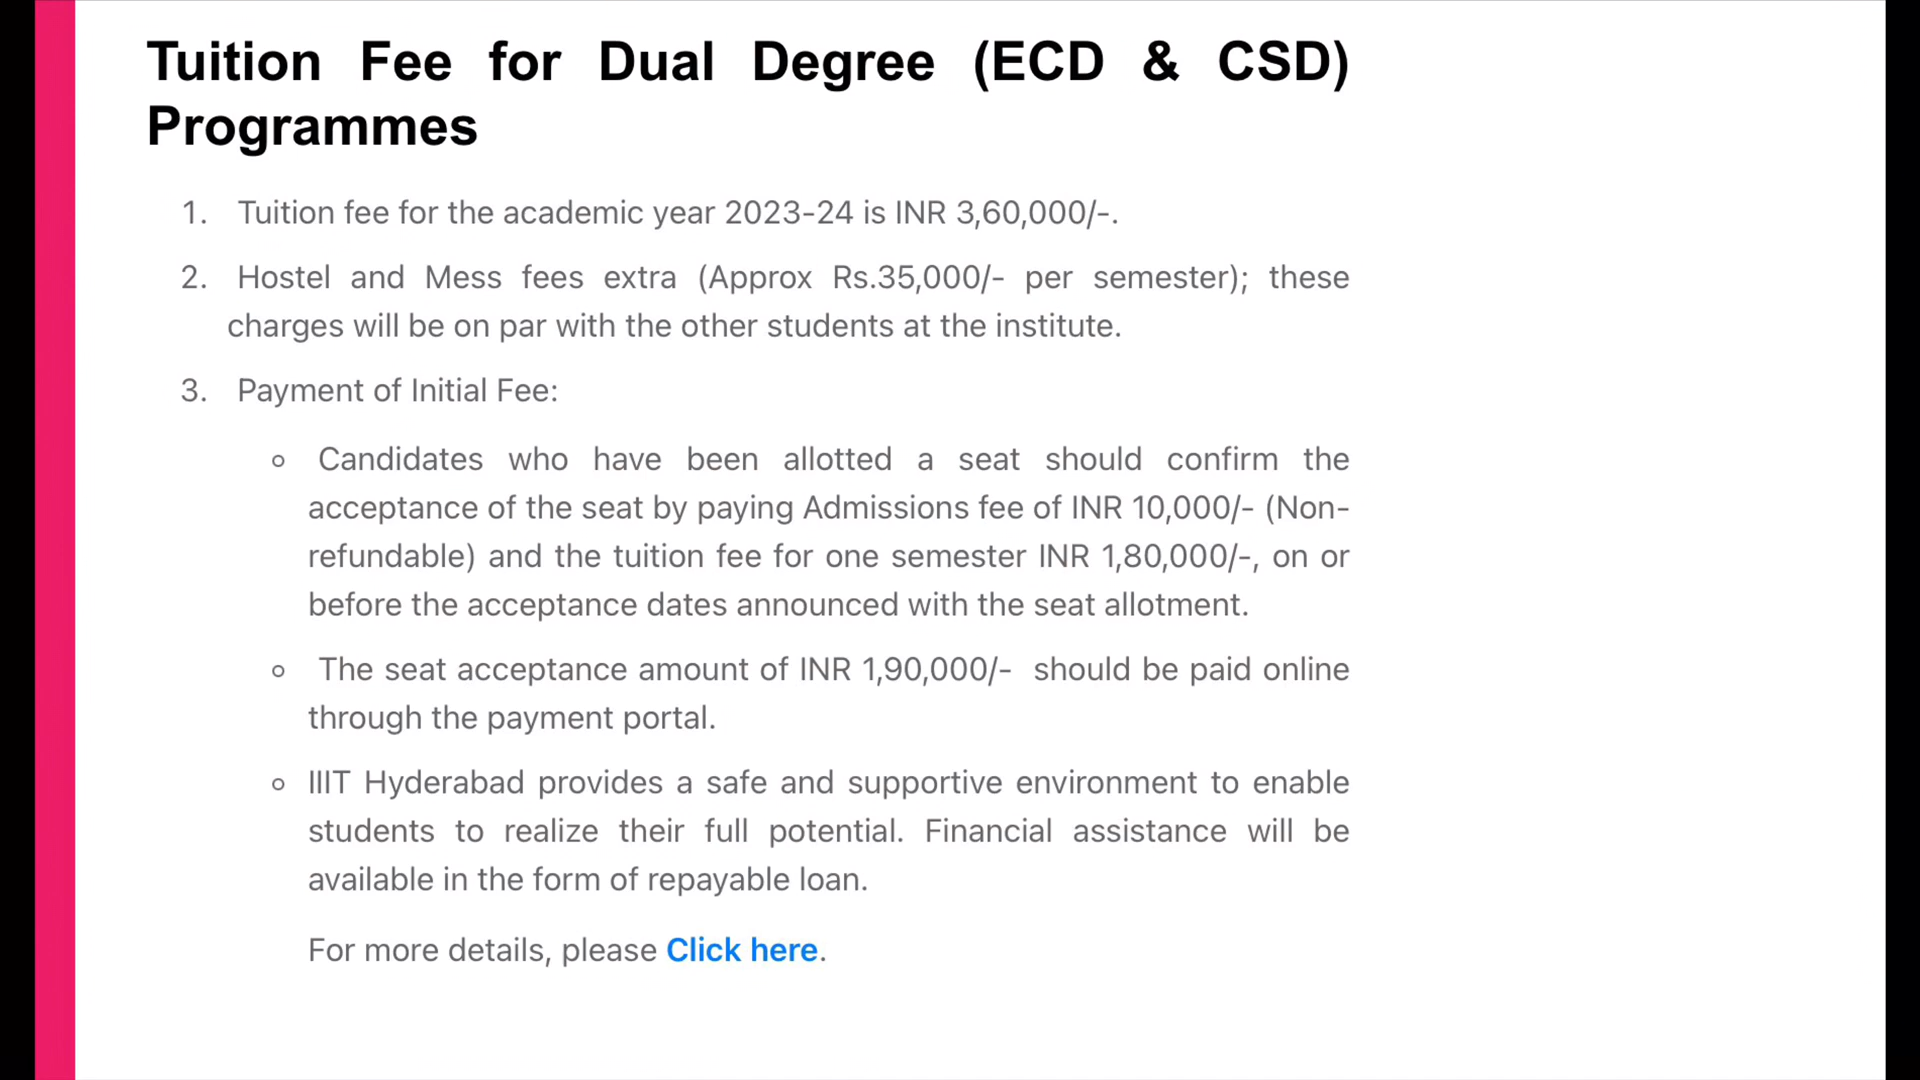 Tuition Fee for Dual Degree (ECD & CSD)
Programmes
1. Tuition fee for the academic year 2023-24 is INR 3,60,000/-.
2. Hostel and Mess fees extra (Approx Rs.35,000/- per semester); these
charges will be on par with the other students at the institute.
3. Payment of Initial Fee:
∘ Candidates who have been allotted a seat should confirm the
acceptance of the seat by paying Admissions fee of INR 10,000/- (Non-
refundable) and the tuition fee for one semester INR 1,80,000/-, on or
before the acceptance dates announced with the seat allotment.
∘ The seat acceptance amount of INR 1,90,000/- should be paid online
through the payment portal.
∘ IIIT Hyderabad provides a safe and supportive environment to enable
students to realize their full potential. Financial assistance will be
available in the form of repayable loan.
For more details, please Click here.